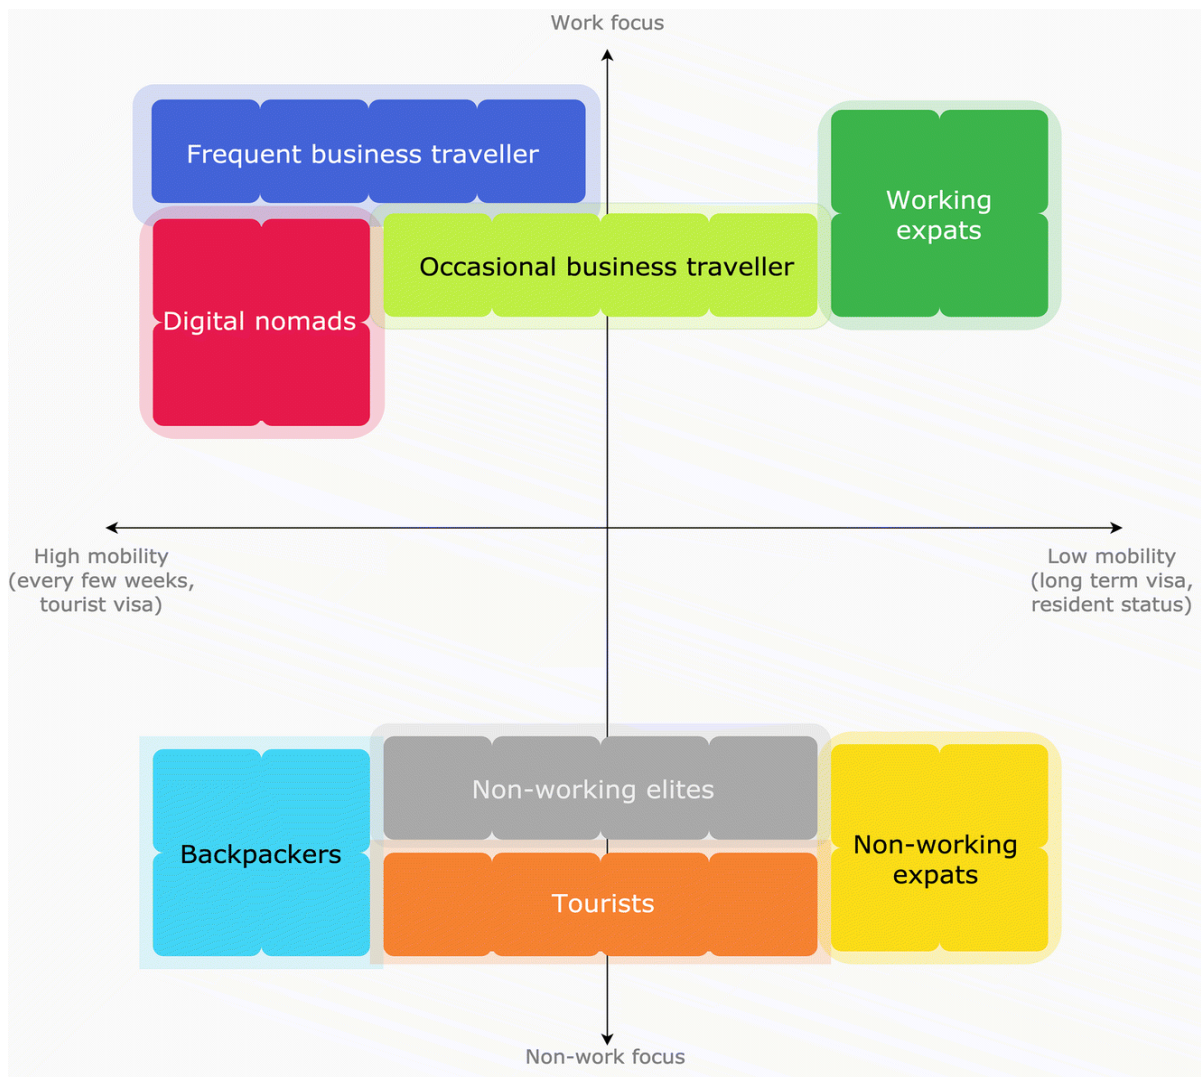 Work focus
Frequent business traveller
Working
expats
Occasional business traveller
Digital nomads
High mobility
(every few weeks,
tourist visa)
Low mobility
(long term visa,
resident status)
Non-working elites
Backpackers
Non-working
expats
Tourists
Non-work focus